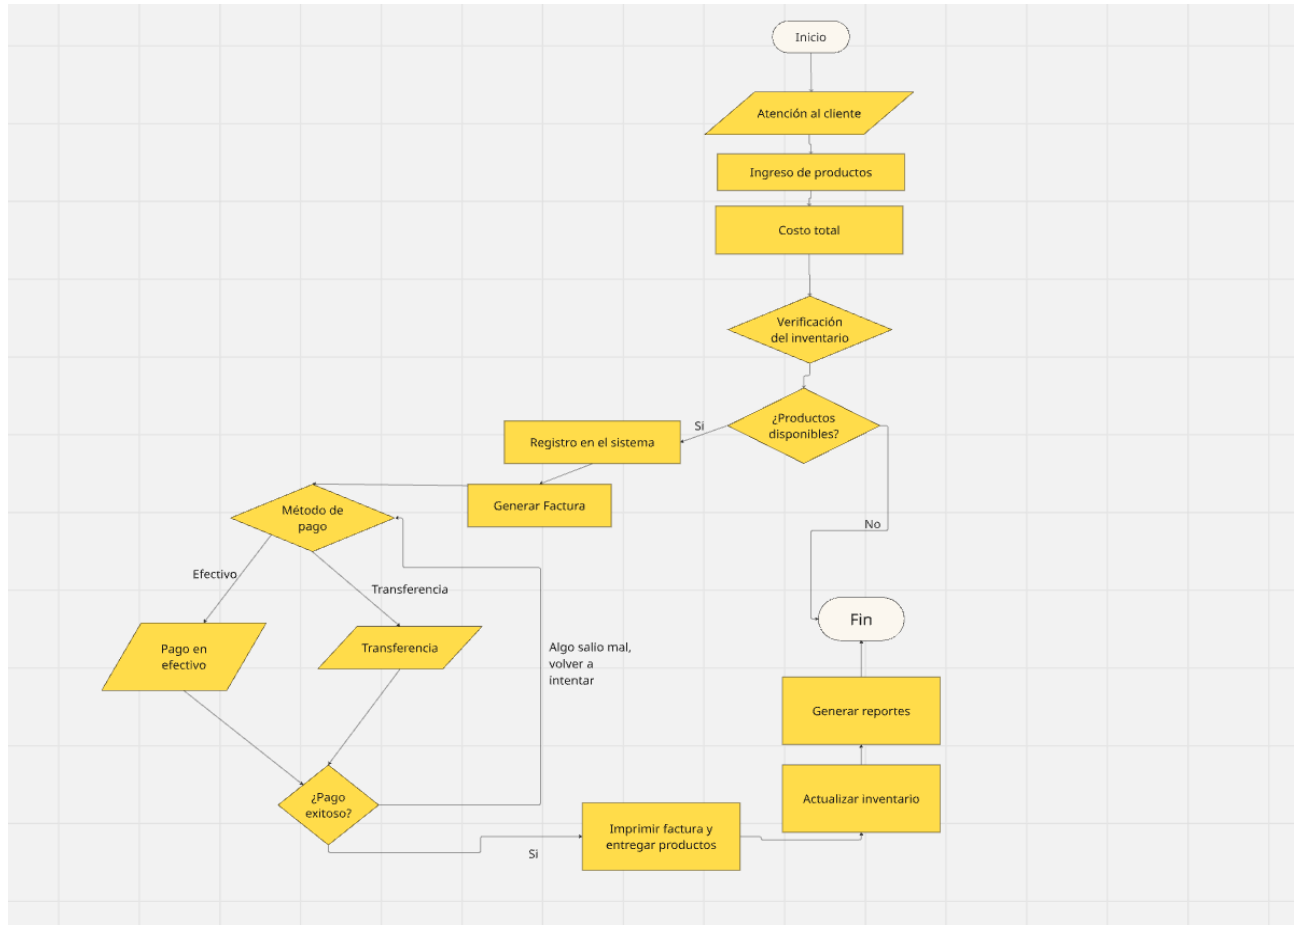 Inicio
Atención al cliente
Ingreso de productos
Costo total
Verificación
del inventario
¿Productos
disponibles?
Si
No
Registro en el sistema
Generar Factura
Método de
pago
Efectivo
Transferencia
Pago en
efectivo
Transferencia
Algo salio mal,
volver a
intentar
¿Pago
exitoso?
Si
Imprimir factura y
entregar productos
Actualizar inventario
Generar reportes
Fin